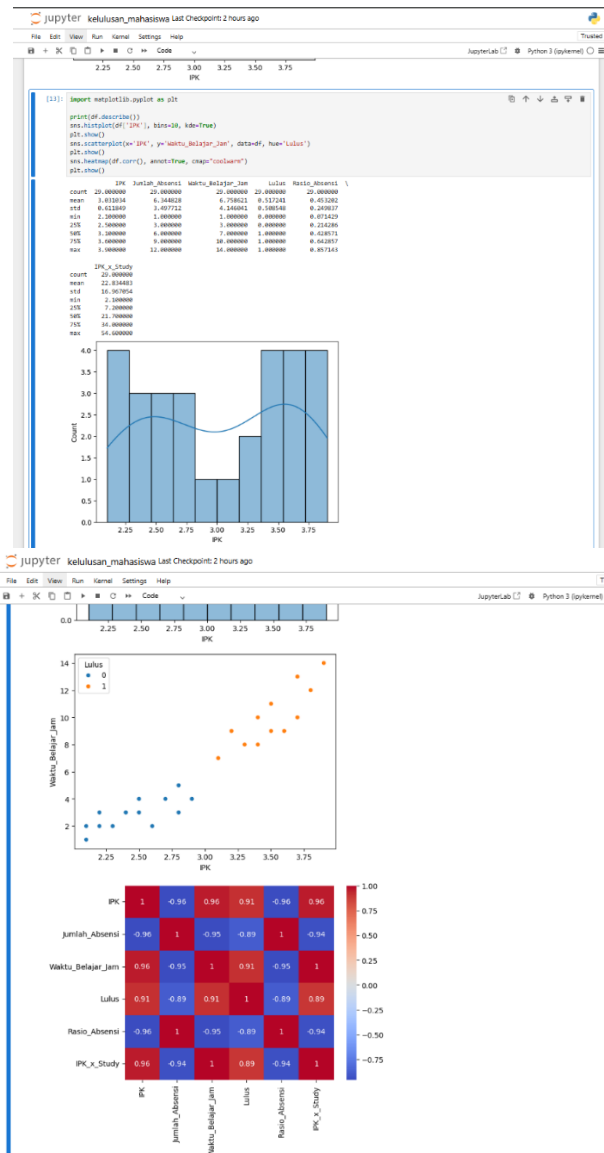 jupyter kelulusan_mahasiswa Last Checkpoint: 2 hours ago
File Edit View Run Kernel Settings Help Trusted
Code JupyterLab Python 3 (ipykernel)
2.25 2.50 2.75 3.00 3.25 3.50 3.75
IPK
[13]: import matplotlib.pyplot as plt
print(df.describe())
sns.histplot(df['IPK'], bins=10, kde=True)
plt.show()
sns.scatterplot(x='IPK', y='Waktu_Belajar_Jam', data=df, hue='Lulus')
plt.show()
sns.heatmap(df.corr(), annot=True, cmap="coolwarm")
plt.show()
IPK Jumlah_Absensi Waktu_Belajar_Jam Lulus Rasio_Absensi \
count 29.000000 29.000000 29.000000 29.000000 29.000000
mean 3.031034 6.344828 6.758621 0.517241 0.453202
std 0.611849 3.497712 4.146041 0.508548 0.249837
min 2.100000 1.000000 1.000000 0.000000 0.071429
25% 2.500000 3.000000 3.000000 0.000000 0.214286
50% 3.100000 6.000000 7.000000 1.000000 0.428571
75% 3.600000 9.000000 10.000000 1.000000 0.642857
max 3.900000 12.000000 14.000000 1.000000 0.857143
IPK_x_Study
count 29.000000
mean 22.834483
std 16.967054
min 2.100000
25% 7.200000
50% 21.700000
75% 34.000000
max 54.600000
4.0
3.5
3.0
2.5
2.0
1.5
1.0
0.5
0.0
Count
2.25 2.50 2.75 3.00 3.25 3.50 3.75
IPK
jupyter kelulusan_mahasiswa Last Checkpoint: 2 hours ago
File Edit View Run Kernel Settings Help T
Code JupyterLab Python 3 (ipykernel)
0.0
2.25 2.50 2.75 3.00 3.25 3.50 3.75
IPK
Lulus
0
1
14
12
10
8
6
4
2
Waktu_Belajar_Jam
2.25 2.50 2.75 3.00 3.25 3.50 3.75
IPK
IPK 1 -0.96 0.96 0.91 -0.96 0.96
Jumlah_Absensi -0.96 1 -0.95 -0.89 1 -0.94
Waktu_Belajar_Jam 0.96 -0.95 1 0.91 -0.95 1
Lulus 0.91 -0.89 0.91 1 -0.89 0.89
Rasio_Absensi -0.96 1 -0.95 -0.89 1 -0.94
IPK_x_Study 0.96 -0.94 1 0.89 -0.94 1
IPK
Jumlah_Absensi
Waktu_Belajar_Jam
Lulus
Rasio_Absensi
IPK_x_Study
1.00
0.75
0.50
0.25
0.00
−0.25
−0.50
−0.75